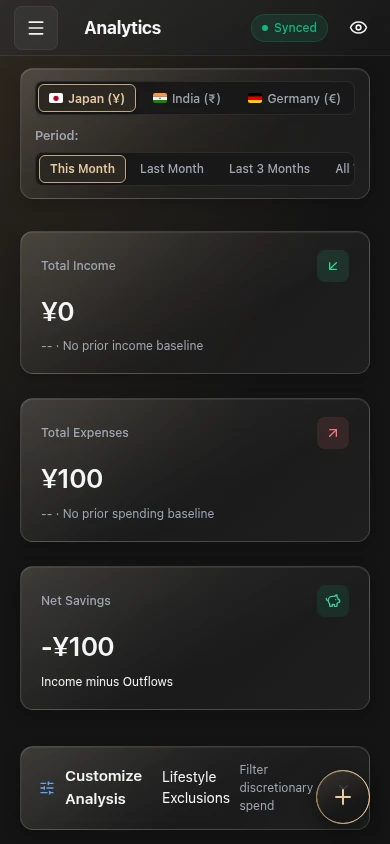 Analytics
Synced
Japan (¥)
India (₹)
Germany (€)
Period:
This Month
Last Month
Last 3 Months
All
Total Income
¥0
-- · No prior income baseline
Total Expenses
¥100
-- · No prior spending baseline
Net Savings
-¥100
Income minus Outflows
Customize
Analysis
Lifestyle
Exclusions
Filter
discretionary
spend